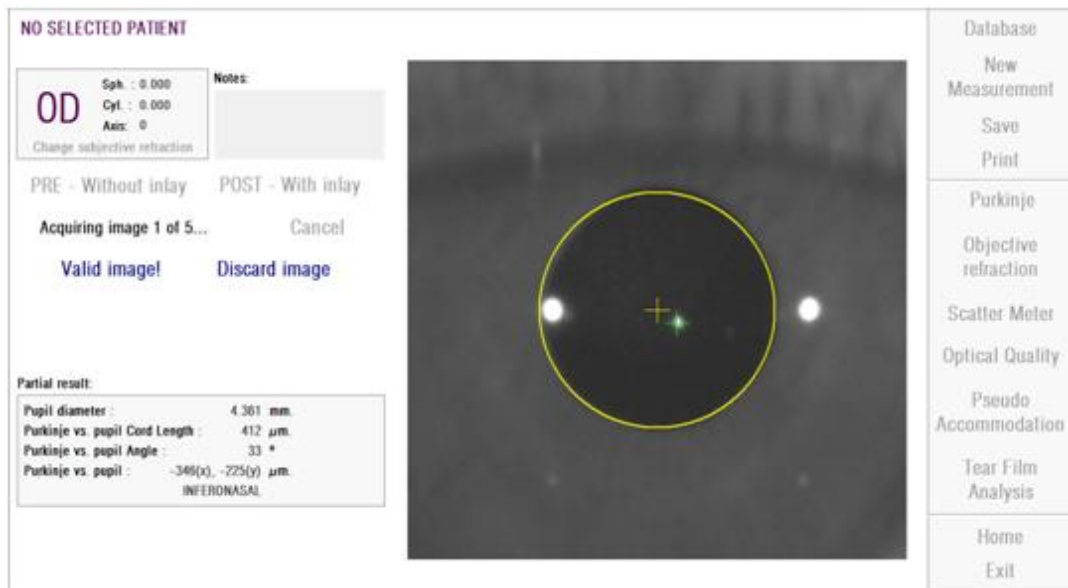 NO SELECTED PATIENT
OD
Sph. : 0.000
Cyl. : 0.000
Axis: 0
Change subjective refraction
Notes:
PRE - Without inlay
POST - With inlay
Acquiring image 1 of 5...
Cancel
Valid image!
Discard image
Partial result:
Pupil diameter : 4.361 mm.
Purkinje vs. pupil Cord Length : 412 µm.
Purkinje vs. pupil Angle : 33 °
Purkinje vs. pupil : -346(x), -225(y) µm.
INFERONASAL
Database
New
Measurement
Save
Print
Purkinje
Objective
refraction
Scatter Meter
Optical Quality
Pseudo
Accommodation
Tear Film
Analysis
Home
Exit